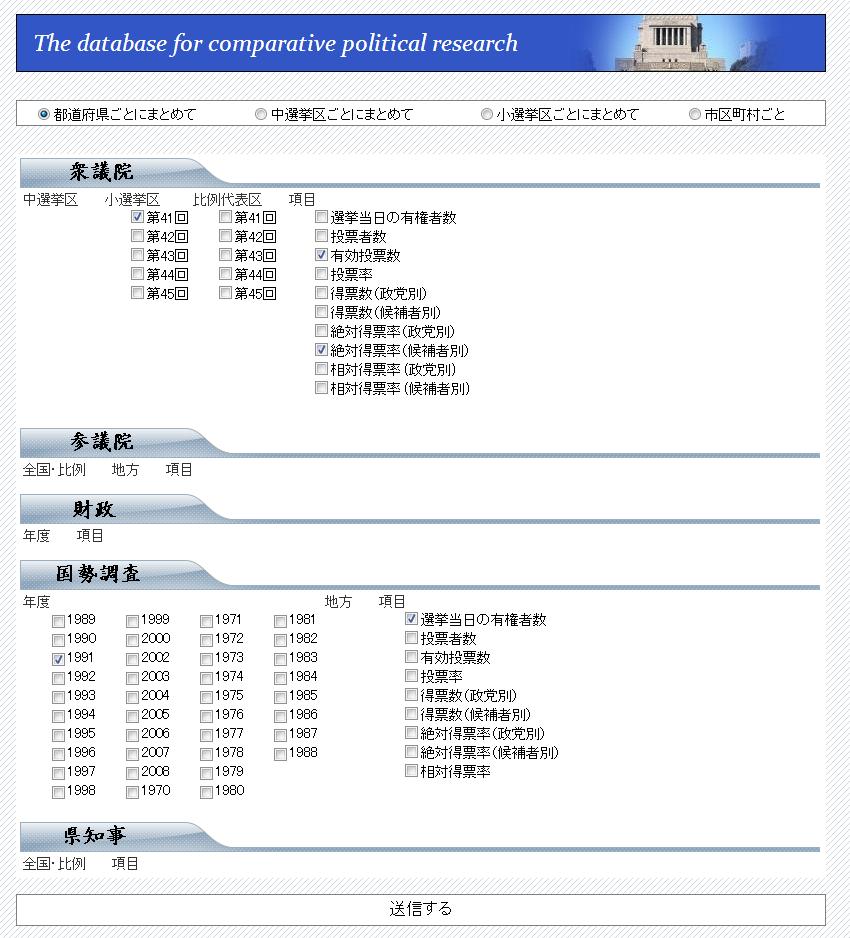 The database for comparative political research
都道府県ごとにまとめて 中選挙区ごとにまとめて 小選挙区ごとにまとめて 市区町村ごと
衆議院
中選挙区 小選挙区 比例代表区 項目
第41回 第41回 選挙当日の有権者数
第42回 第42回 投票者数
第43回 第43回 有効投票数
第44回 第44回 投票率
第45回 第45回 得票数(政党別)
得票数(候補者別)
絶対得票率(政党別)
絶対得票率(候補者別)
相対得票率(政党別)
相対得票率(候補者別)
参議院
全国・比例 地方 項目
財政
年度 項目
国勢調査
年度 地方 項目
1989 1999 1971 1981 選挙当日の有権者数
1990 2000 1972 1982 投票者数
1991 2002 1973 1983 有効投票数
1992 2003 1974 1984 投票率
1993 2004 1975 1985 得票数(政党別)
1994 2005 1976 1986 得票数(候補者別)
1995 2006 1977 1987 絶対得票率(政党別)
1996 2007 1978 1988 絶対得票率(候補者別)
1997 2008 1979 相対得票率
1998 1970 1980
県知事
全国・比例 項目
送信する